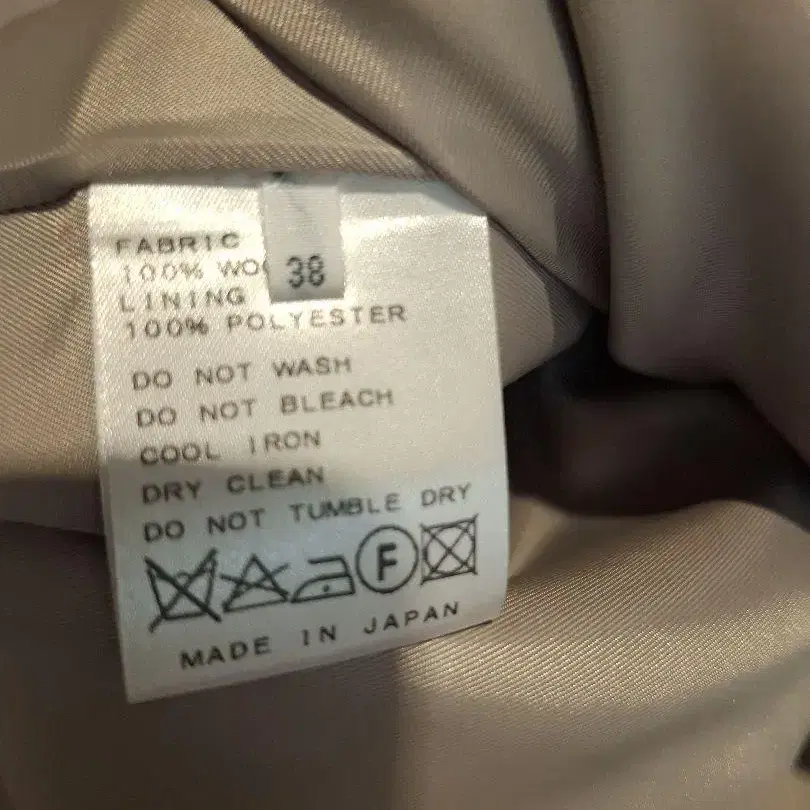 FABRIC
100% WO
38
LINING
100% POLYESTER
DO NOT WASH
DO NOT BLEACH
COOL IRON
DRY CLEAN
DO NOT TUMBLE DRY
F
MADE IN JAPAN